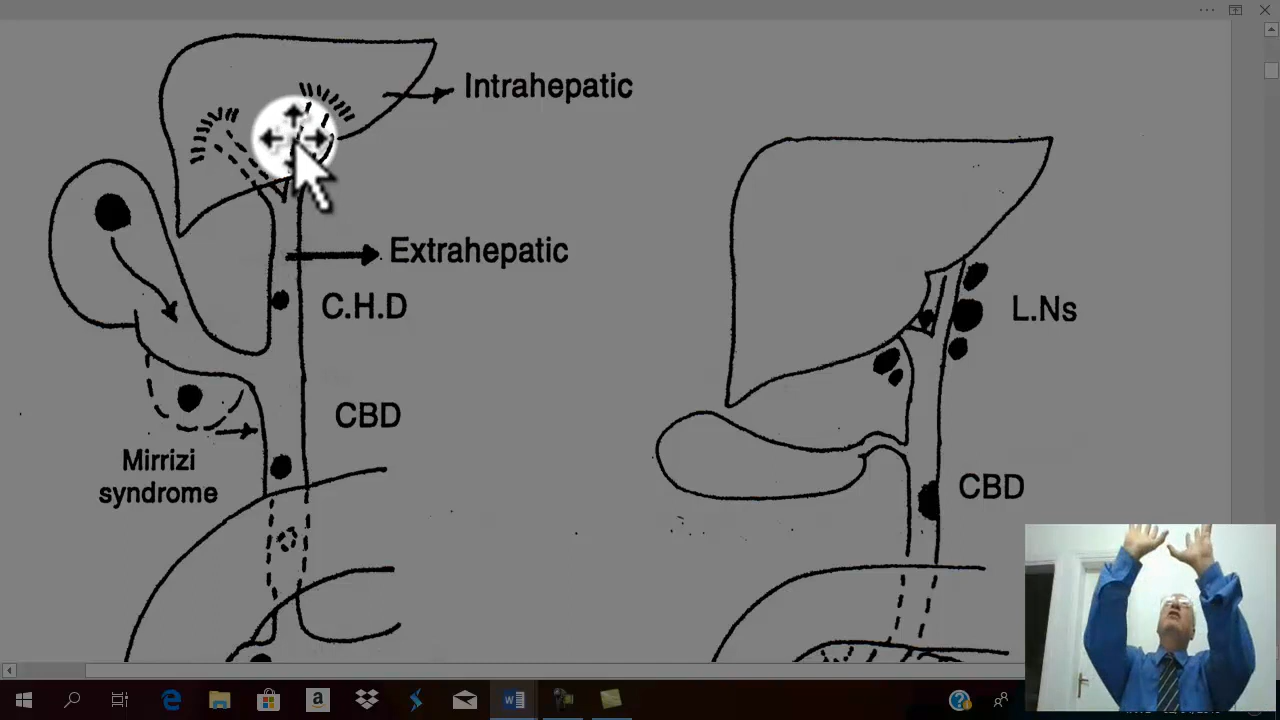 Intrahepatic
Extrahepatic
C.H.D
CBD
Mirrizi
syndrome
L.Ns
CBD